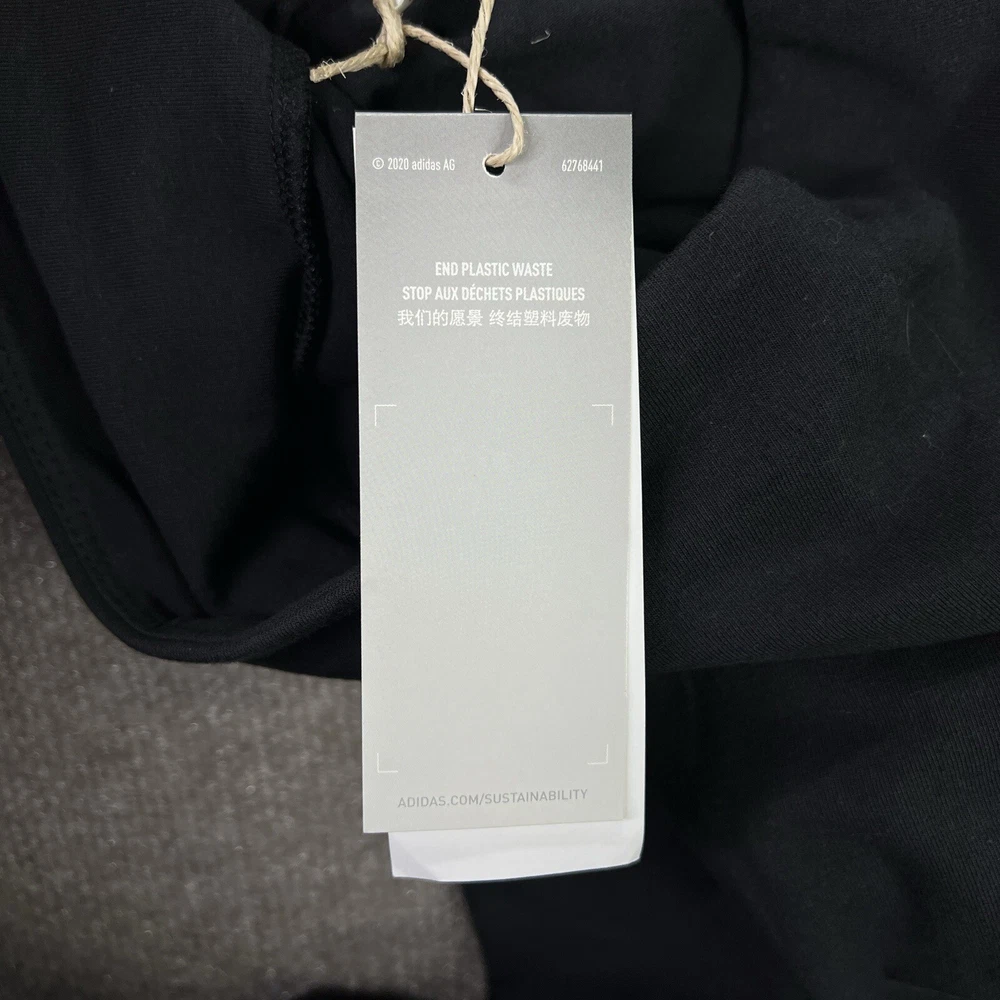 © 2020 adidas AG 62768441
END PLASTIC WASTE
STOP AUX DÉCHETS PLASTIQUES
我们的愿景 终结塑料废物
ADIDAS.COM/SUSTAINABILITY